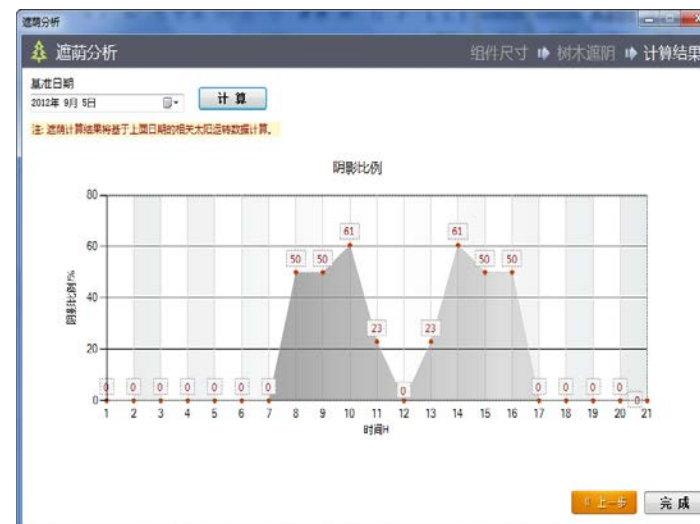 遮荫分析
遮荫分析 组件尺寸 树木遮阴 计算结果
基准日期
2012年 9月 5日 计 算
注: 遮荫计算结果将基于上面日期的相关太阳运转数据计算。
阴影比例
80
60
40
20
0
阴影比例/%
0 0 0 0 0 0 0 50 50 61 23 0 23 61 50 50 0 0 0 0 0
1 2 3 4 5 6 7 8 9 10 11 12 13 14 15 16 17 18 19 20 21
时间H
上一步 完 成